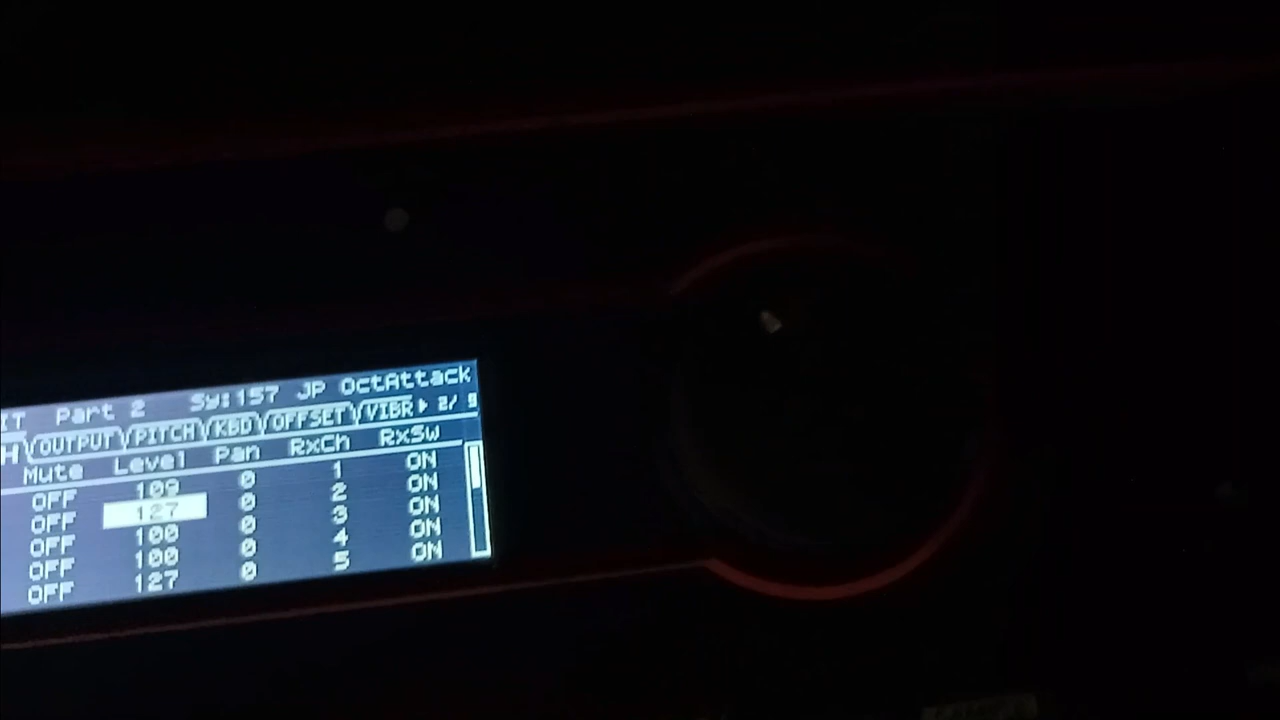 IT Part 2 Sy:157 JP OctAttack
H OUTPUT PITCH KBD OFFSET VIBR 2/ 9
Mute Level Pan RxCh RxSw
OFF 109 0 1 ON
OFF 127 0 2 ON
OFF 100 0 3 ON
OFF 100 0 4 ON
OFF 127 0 5 ON